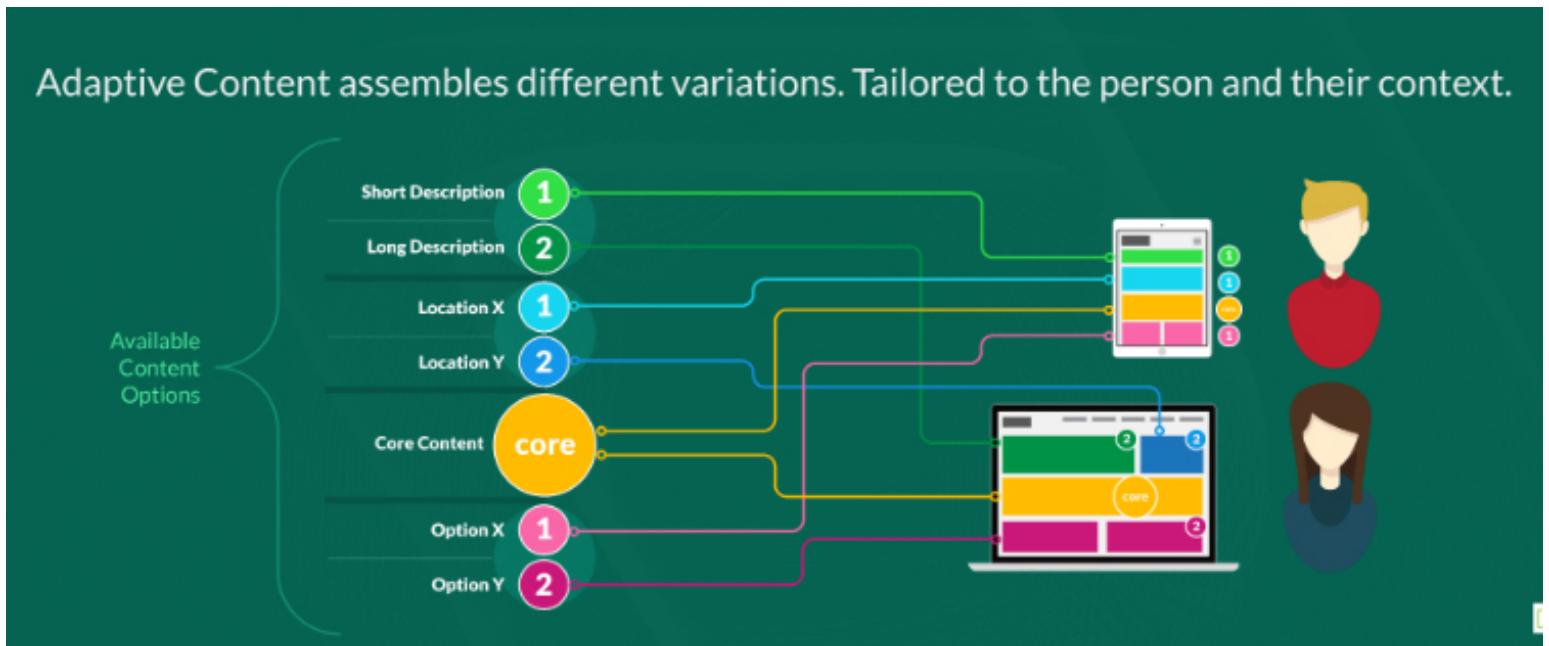 Adaptive Content assembles different variations. Tailored to the person and their context.
Available
Content
Options
Short Description
1
Long Description
2
Location X
1
Location Y
2
Core Content
core
Option X
1
Option Y
2
1
1
core
1
2
2
core
2